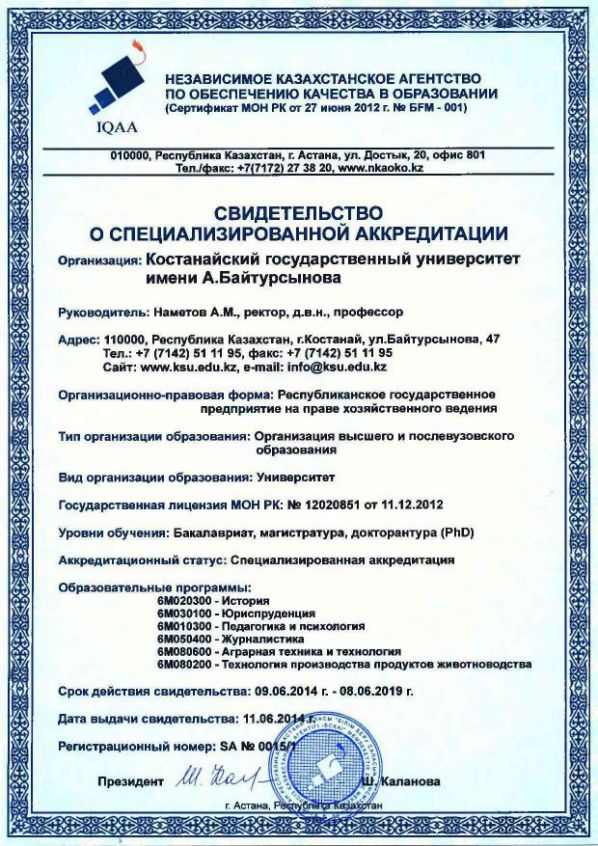 IQAA
НЕЗАВИСИМОЕ КАЗАХСТАНСКОЕ АГЕНТСТВО
ПО ОБЕСПЕЧЕНИЮ КАЧЕСТВА В ОБРАЗОВАНИИ
(Сертификат МОН РК от 27 июня 2012 г. № БFM - 001)
010000, Республика Казахстан, г. Астана, ул. Достык, 20, офис 801
Тел./факс: +7(7172) 27 38 20, www.nkaoko.kz
СВИДЕТЕЛЬСТВО
О СПЕЦИАЛИЗИРОВАННОЙ АККРЕДИТАЦИИ
Организация: Костанайский государственный университет
имени А.Байтурсынова
Руководитель: Наметов А.М., ректор, д.в.н., профессор
Адрес: 110000, Республика Казахстан, г.Костанай, ул.Байтурсынова, 47
Тел.: +7 (7142) 51 11 95, факс: +7 (7142) 51 11 95
Сайт: www.ksu.edu.kz, e-mail: info@ksu.edu.kz
Организационно-правовая форма: Республиканское государственное
предприятие на праве хозяйственного ведения
Тип организации образования: Организация высшего и послевузовского
образования
Вид организации образования: Университет
Государственная лицензия МОН РК: № 12020851 от 11.12.2012
Уровни обучения: Бакалавриат, магистратура, докторантура (PhD)
Аккредитационный статус: Специализированная аккредитация
Образовательные программы:
6М020300 - История
6М030100 - Юриспруденция
6М010300 - Педагогика и психология
6М050400 - Журналистика
6М080600 - Аграрная техника и технология
6М080200 - Технология производства продуктов животноводства
Срок действия свидетельства: 09.06.2014 г. - 08.06.2019 г.
Дата выдачи свидетельства: 11.06.2014 г.
Регистрационный номер: SA № 0015/1
Президент Ш. Каланова
г. Астана, Республика Казахстан